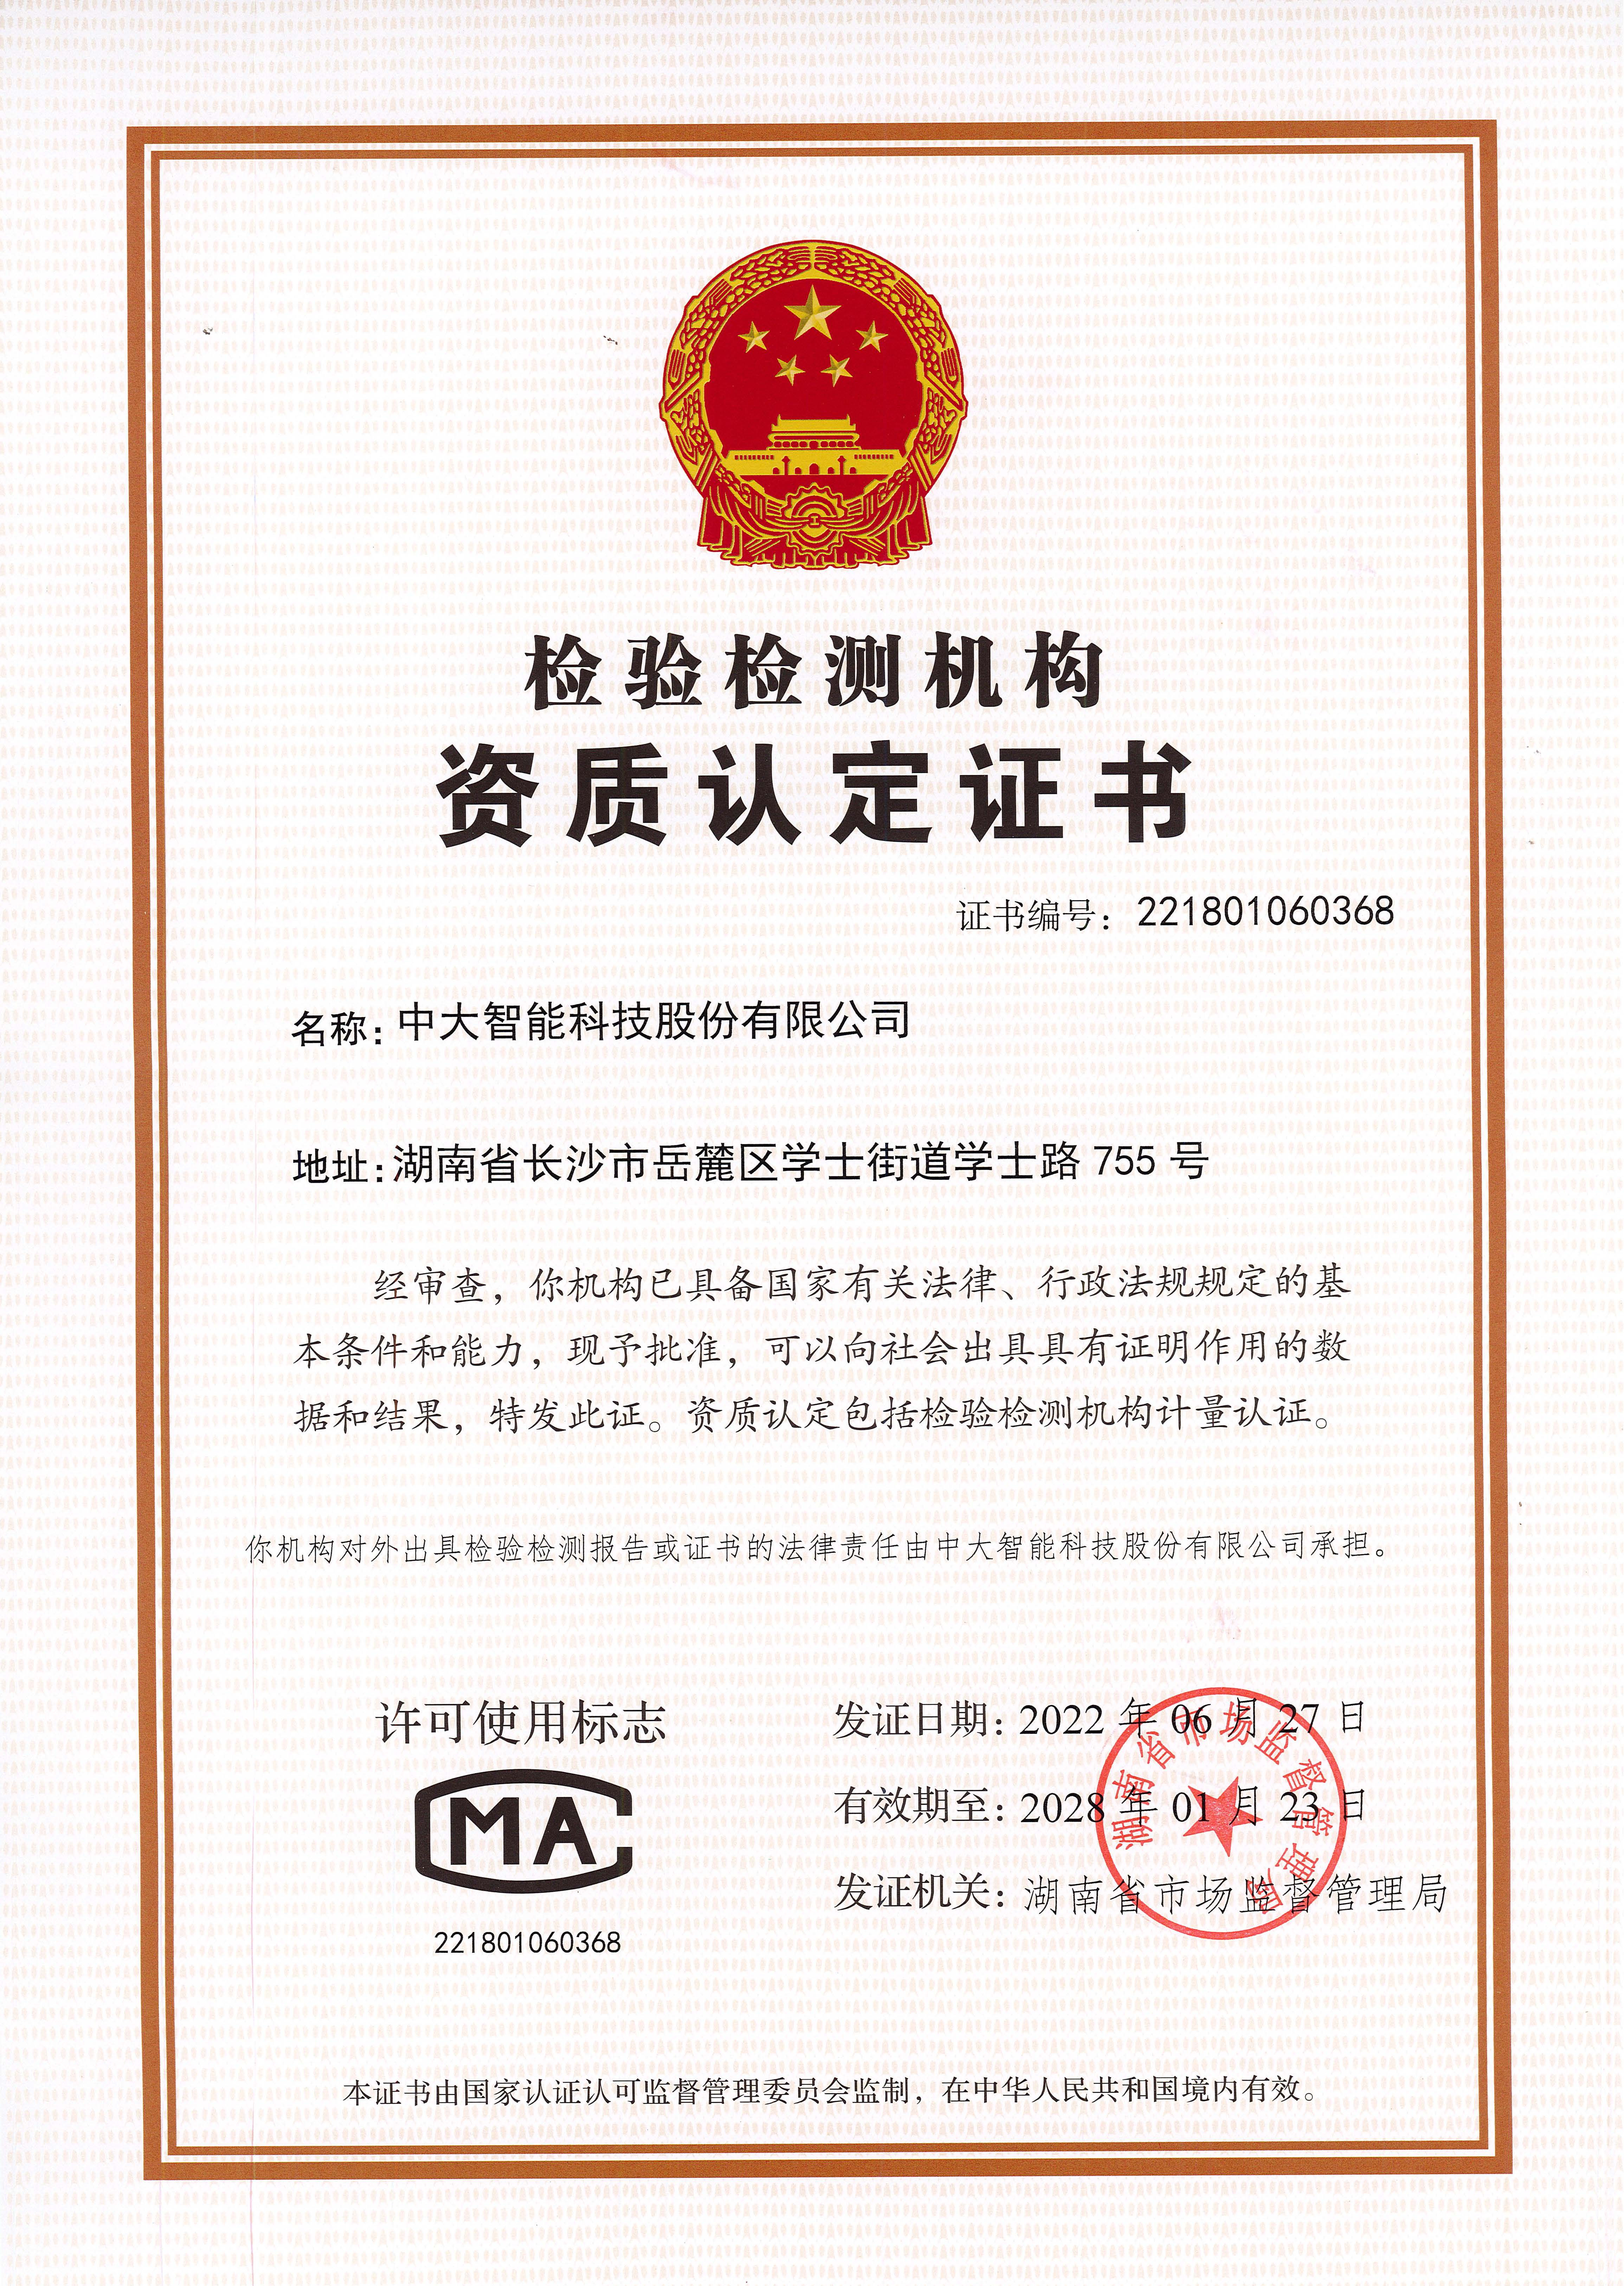 检验检测机构
资质认定证书
证书编号：221801060368
名称：中大智能科技股份有限公司
地址：湖南省长沙市岳麓区学士街道学士路 755 号
经审查，你机构已具备国家有关法律、行政法规规定的基
本条件和能力，现予批准，可以向社会出具具有证明作用的数
据和结果，特发此证。资质认定包括检验检测机构计量认证。
你机构对外出具检验检测报告或证书的法律责任由中大智能科技股份有限公司承担。
许可使用标志
MA
221801060368
发证日期：2022 年 06 月 27 日
有效期至：2028 年 01 月 23 日
发证机关：湖南省市场监督管理局
湖南省市场监督管理局
本证书由国家认证认可监督管理委员会监制，在中华人民共和国境内有效。